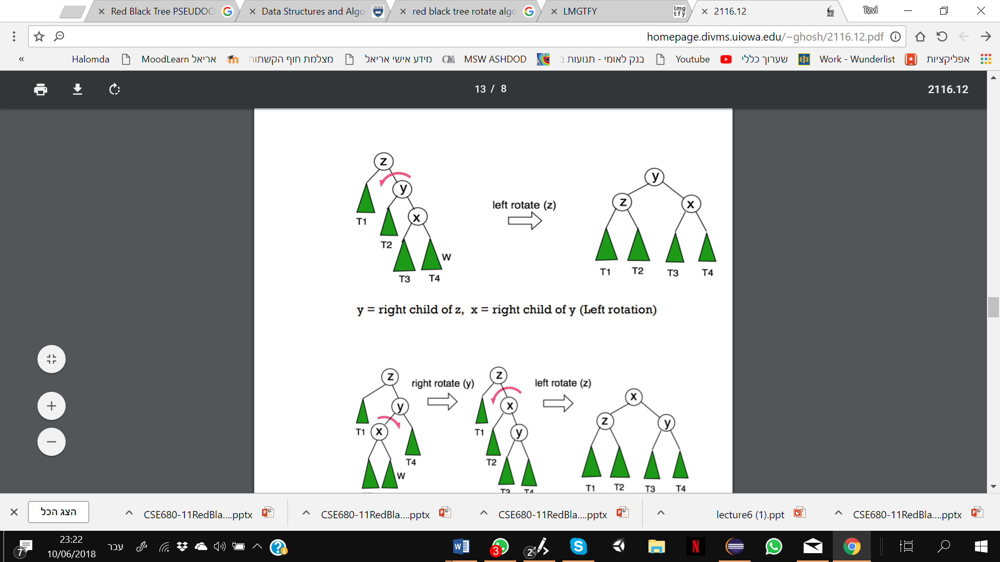 Red Black Tree PSEUDOC
Data Structures and Algo
red black tree rotate algo
LMGTFY
lmg
tfy
2116.12
Tzvi
homepage.divms.uiowa.edu/~ghosh/2116.12.pdf
«
Halomda
MoodLearn אריאל
מצלמת חוף הקשתות
מידע אישי אריאל
MSW ASHDOD
בנק לאומי - תנועות ב
Youtube
שערוך כללי
Work - Wunderlist
אפליקציות
13 / 8
2116.12
z
y
x
T1
T2
T3
T4
W
left rotate (z)
y
z
x
T1
T2
T3
T4
y = right child of z, x = right child of y (Left rotation)
z
y
x
T1
T4
W
right rotate (y)
z
x
y
T1
T2
T3
T4
left rotate (z)
x
z
y
T1
T2
T3
T4
הצג הכל
CSE680-11RedBla....pptx
CSE680-11RedBla....pptx
CSE680-11RedBla....pptx
lecture6 (1).ppt
CSE680-11RedBla....pptx
7
23:22
10/06/2018
עבר
3
2